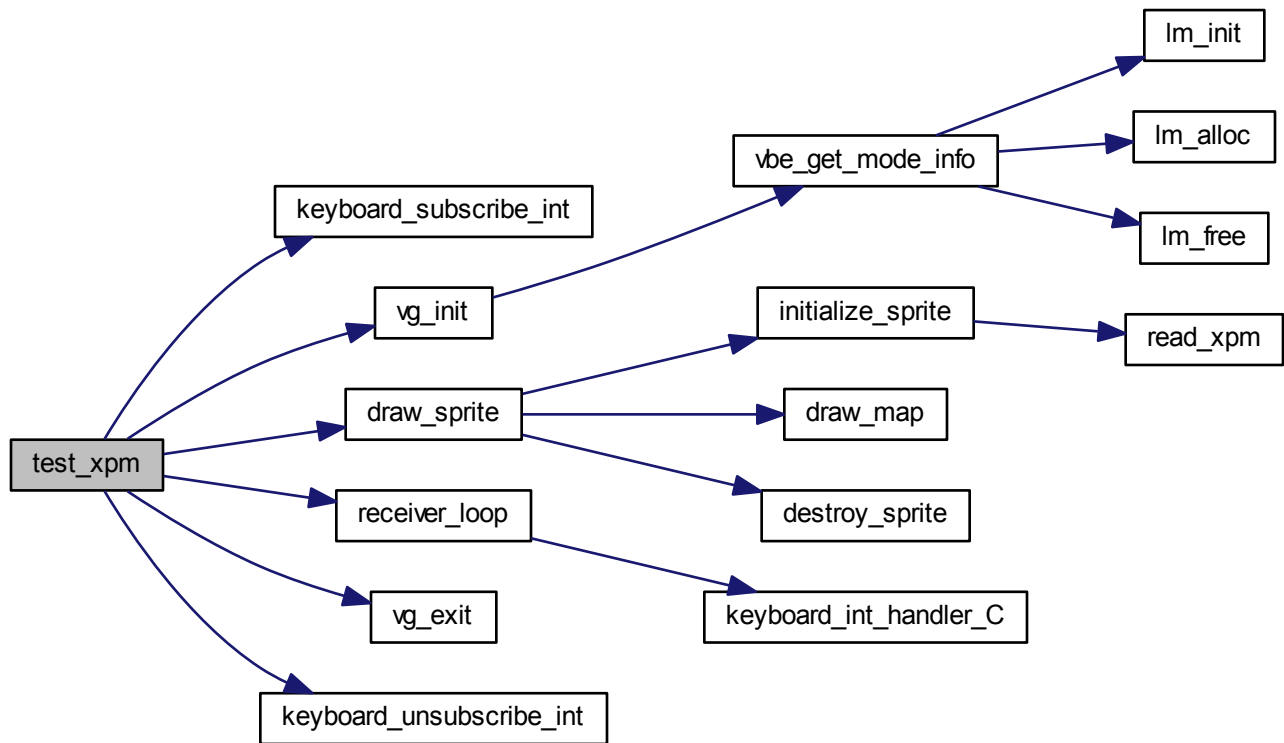 lm_init
lm_alloc
vbe_get_mode_info
keyboard_subscribe_int
lm_free
vg_init
initialize_sprite
read_xpm
draw_sprite
draw_map
test_xpm
receiver_loop
destroy_sprite
vg_exit
keyboard_int_handler_C
keyboard_unsubscribe_int